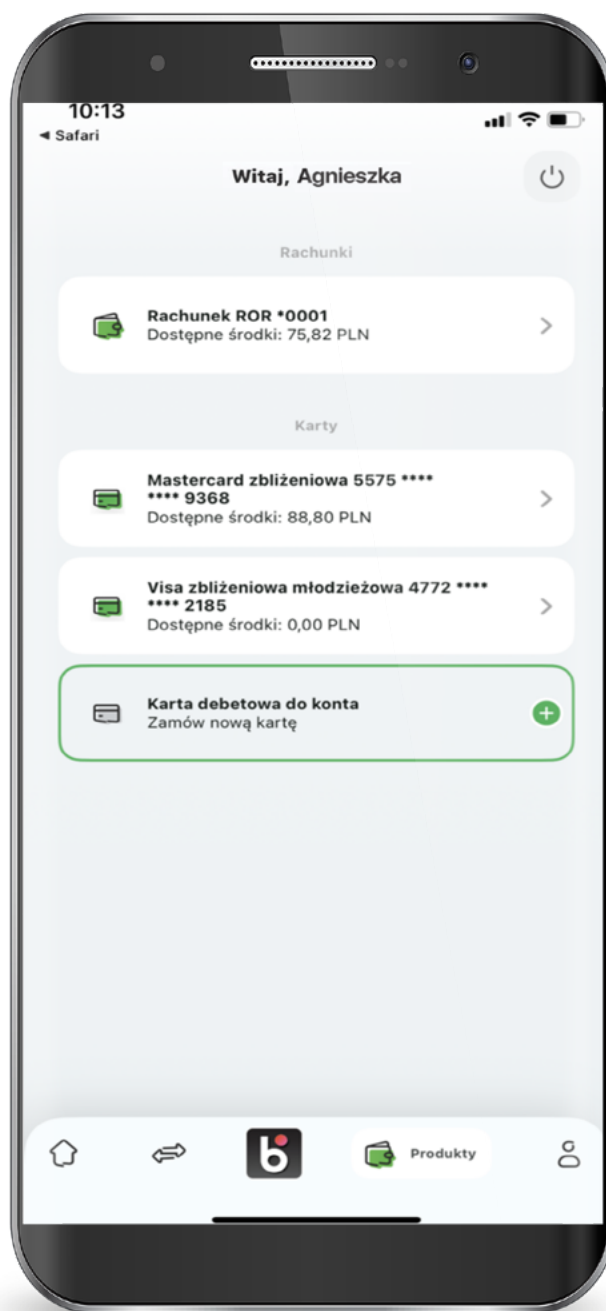 10:13
◄ Safari
Witaj, Agnieszka
Rachunki
Rachunek ROR *0001
Dostępne środki: 75,82 PLN
Karty
Mastercard zbliżeniowa 5575 ****
**** 9368
Dostępne środki: 88,80 PLN
Visa zbliżeniowa młodzieżowa 4772 ****
**** 2185
Dostępne środki: 0,00 PLN
Karta debetowa do konta
Zamów nową kartę
b
Produkty